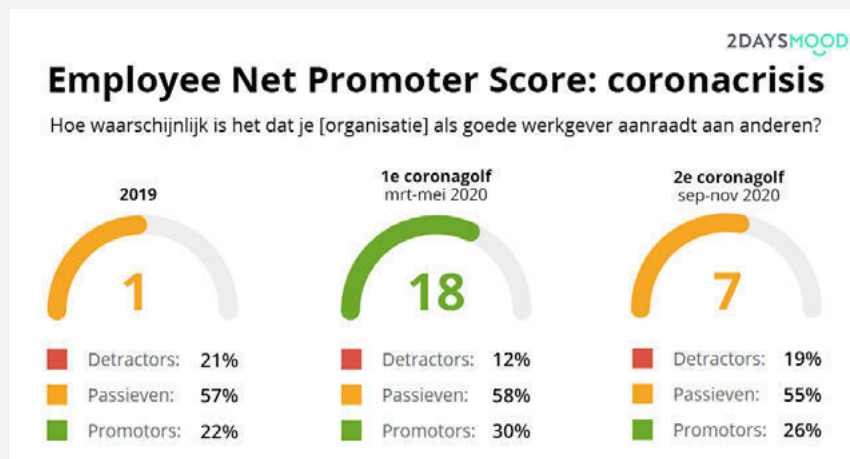 2DAYSMOOD
Employee Net Promoter Score: coronacrisis
Hoe waarschijnlijk is het dat je [organisatie] als goede werkgever aanraadt aan anderen?
2019
1
Detractors: 21%
Passieven: 57%
Promotors: 22%
1e coronagolf
mrt-mei 2020
18
Detractors: 12%
Passieven: 58%
Promotors: 30%
2e coronagolf
sep-nov 2020
7
Detractors: 19%
Passieven: 55%
Promotors: 26%